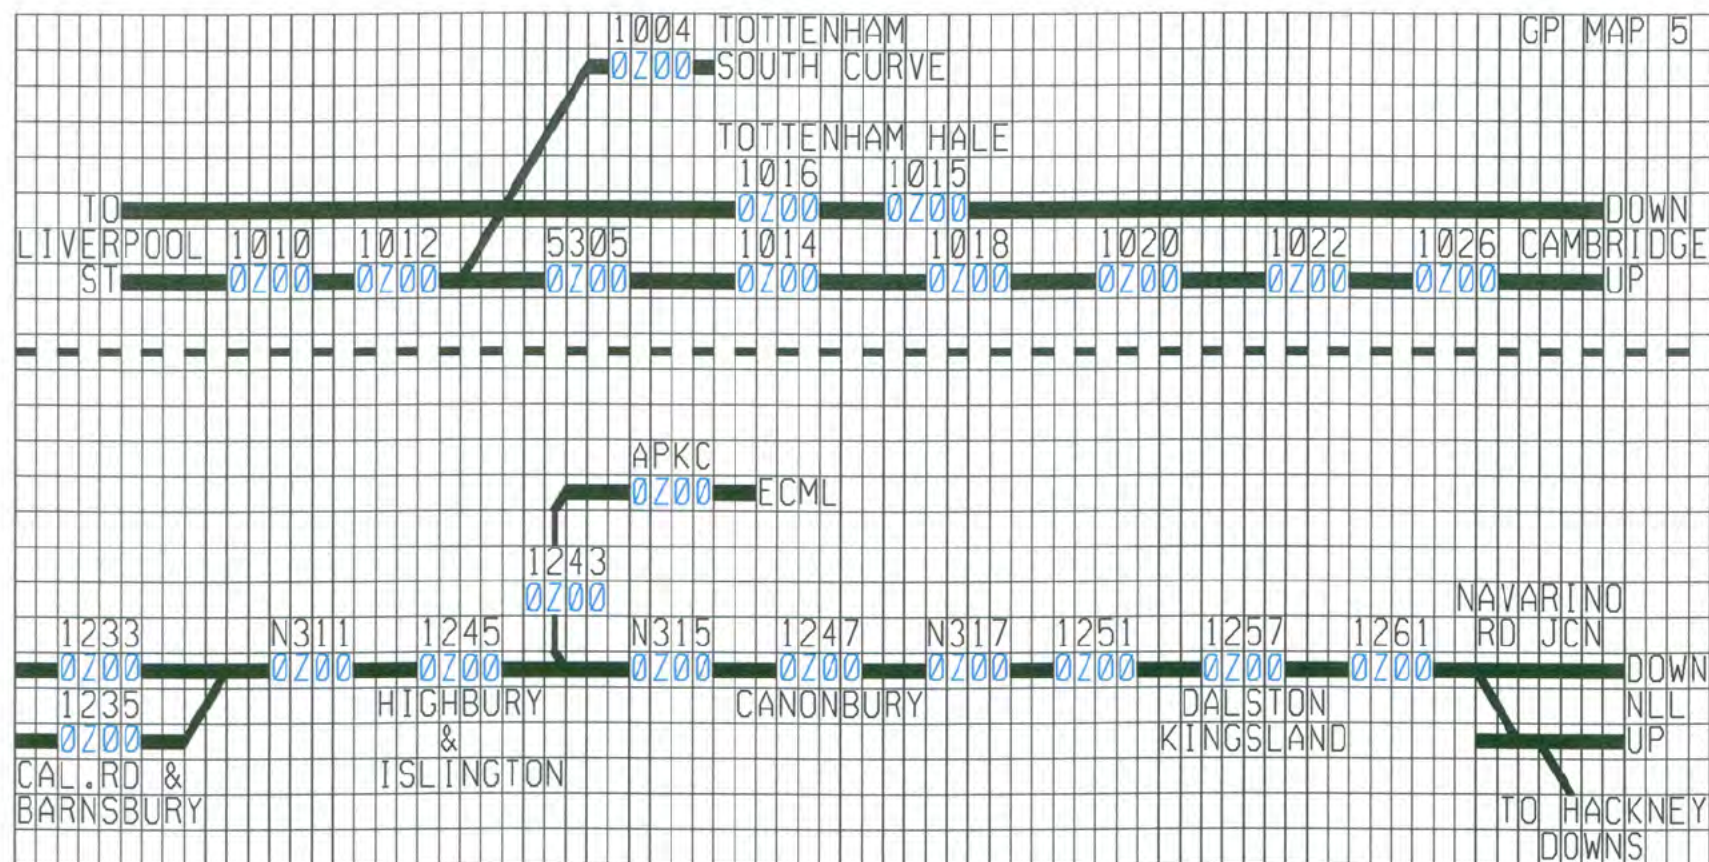 1004 TOTTENHAM GP MAP 5
0Z00 SOUTH CURVE
TOTTENHAM HALE
1016 1015
TO 0Z00 0Z00 DOWN
LIVERPOOL 1010 1012 5305 1014 1018 1020 1022 1026 CAMBRIDGE
ST 0Z00 0Z00 0Z00 0Z00 0Z00 0Z00 0Z00 0Z00 UP
APKC
0Z00 ECML
1243
0Z00 NAVARINO
1233 N311 1245 N315 1247 N317 1251 1257 1261 RD JCN
0Z00 0Z00 0Z00 0Z00 0Z00 0Z00 0Z00 0Z00 0Z00 DOWN
1235 HIGHBURY CANONBURY DALSTON NLL
0Z00 & KINGSLAND UP
CAL.RD & ISLINGTON
BARNSBURY TO HACKNEY
DOWNS